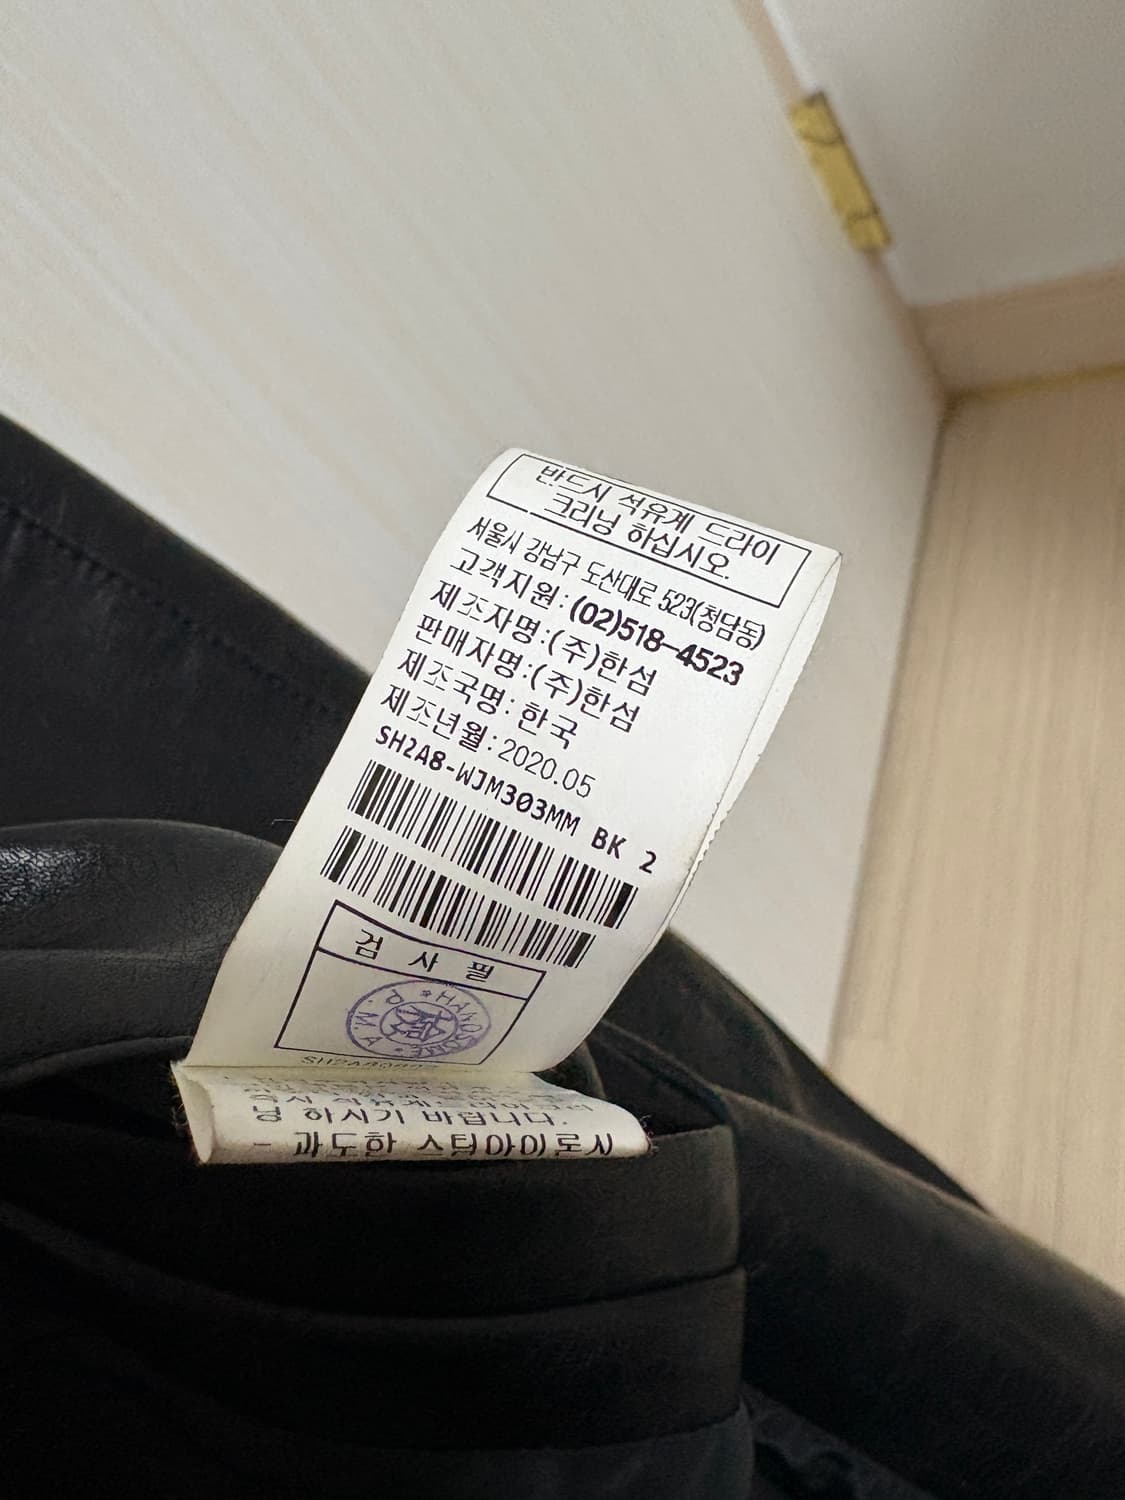 반드시 석유계 드라이
크리닝 하십시오.
서울시 강남구 도산대로 523(청담동)
고객지원:(02)518-4523
제조자명:(주)한섬
판매자명:(주)한섬
제조국명:한국
제조년월:2020.05
SH2A8-WJM303MM BK 2
검 사 필
*HANDSOME*
P.M.A
닝 하시기 바랍니다.
- 과도한 스팀아이로시